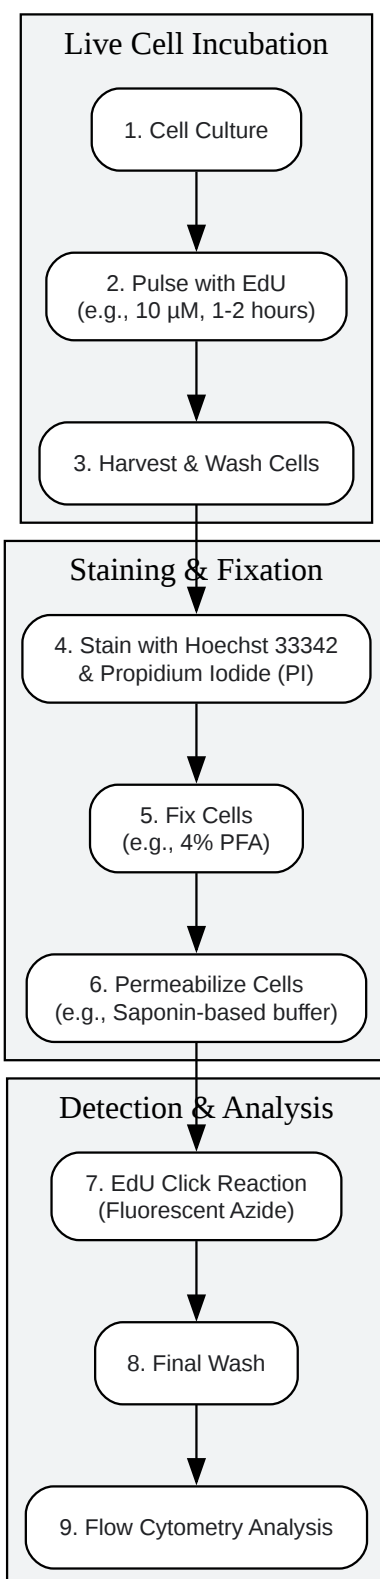 Live Cell Incubation
1. Cell Culture
2. Pulse with EdU
(e.g., 10 µM, 1-2 hours)
3. Harvest & Wash Cells
Staining & Fixation
4. Stain with Hoechst 33342
& Propidium Iodide (PI)
5. Fix Cells
(e.g., 4% PFA)
6. Permeabilize Cells
(e.g., Saponin-based buffer)
Detection & Analysis
7. EdU Click Reaction
(Fluorescent Azide)
8. Final Wash
9. Flow Cytometry Analysis